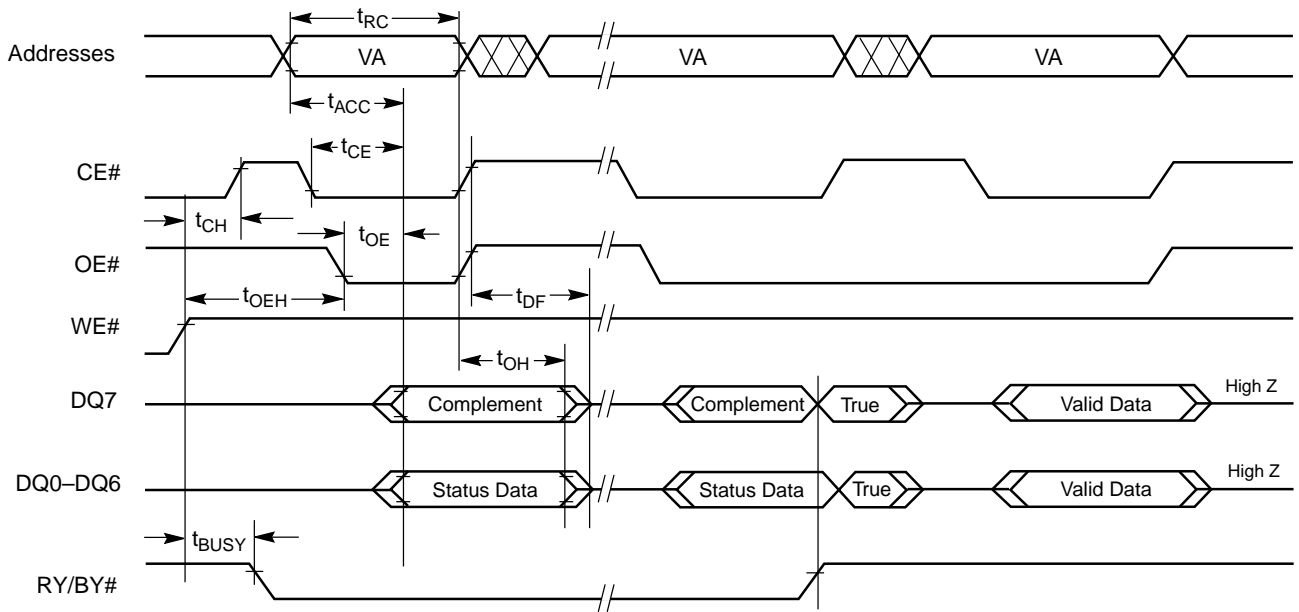 tRC
Addresses VA VA VA
tACC
tCE
CE#
tCH tOE
OE#
tOEH tDF
WE#
tOH
DQ7 Complement Complement True Valid Data High Z
DQ0–DQ6 Status Data Status Data True Valid Data High Z
tBUSY
RY/BY#